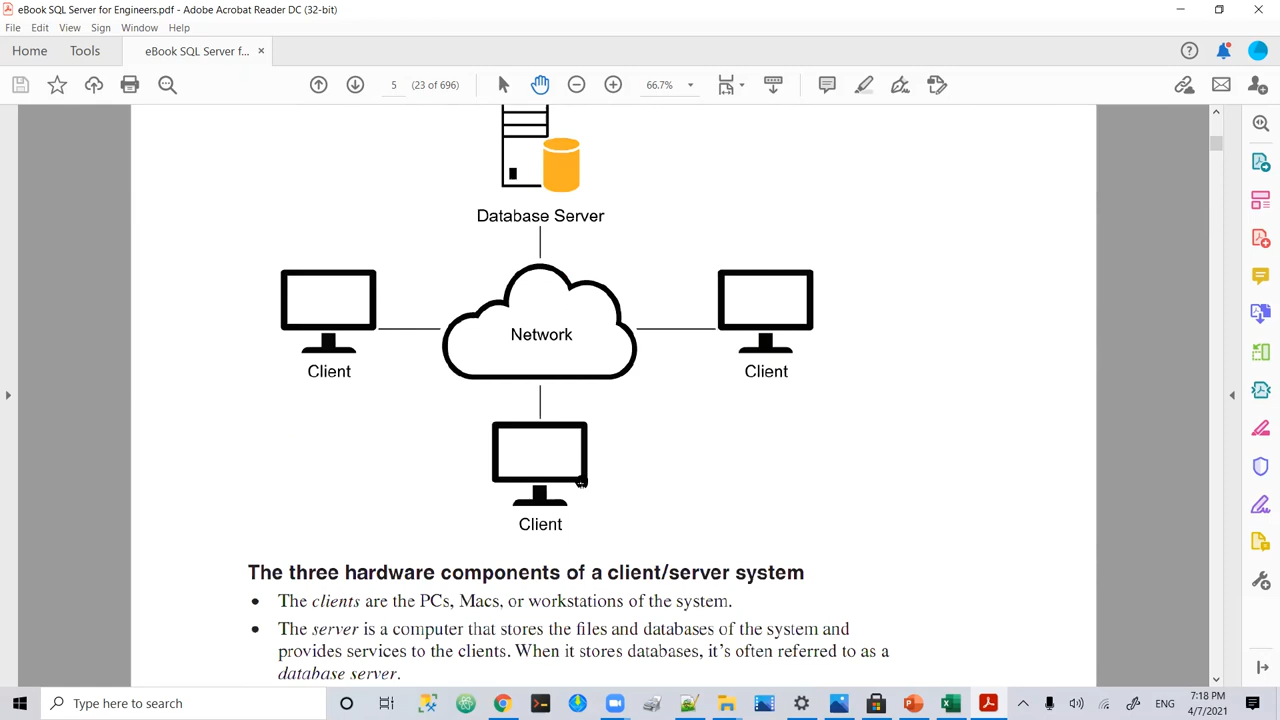 eBook SQL Server for Engineers.pdf - Adobe Acrobat Reader DC (32-bit)
File Edit View Sign Window Help
Home Tools eBook SQL Server f... ×
5 (23 of 696) 66.7%
Database Server
Network
Client
Client
Client
The three hardware components of a client/server system
• The clients are the PCs, Macs, or workstations of the system.
• The server is a computer that stores the files and databases of the system and
provides services to the clients. When it stores databases, it's often referred to as a
database server.
Type here to search
ENG
7:18 PM
4/7/2021